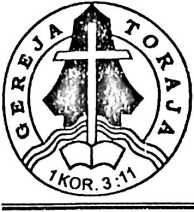 GEREJA TORAJA
1 KOR. 3:11